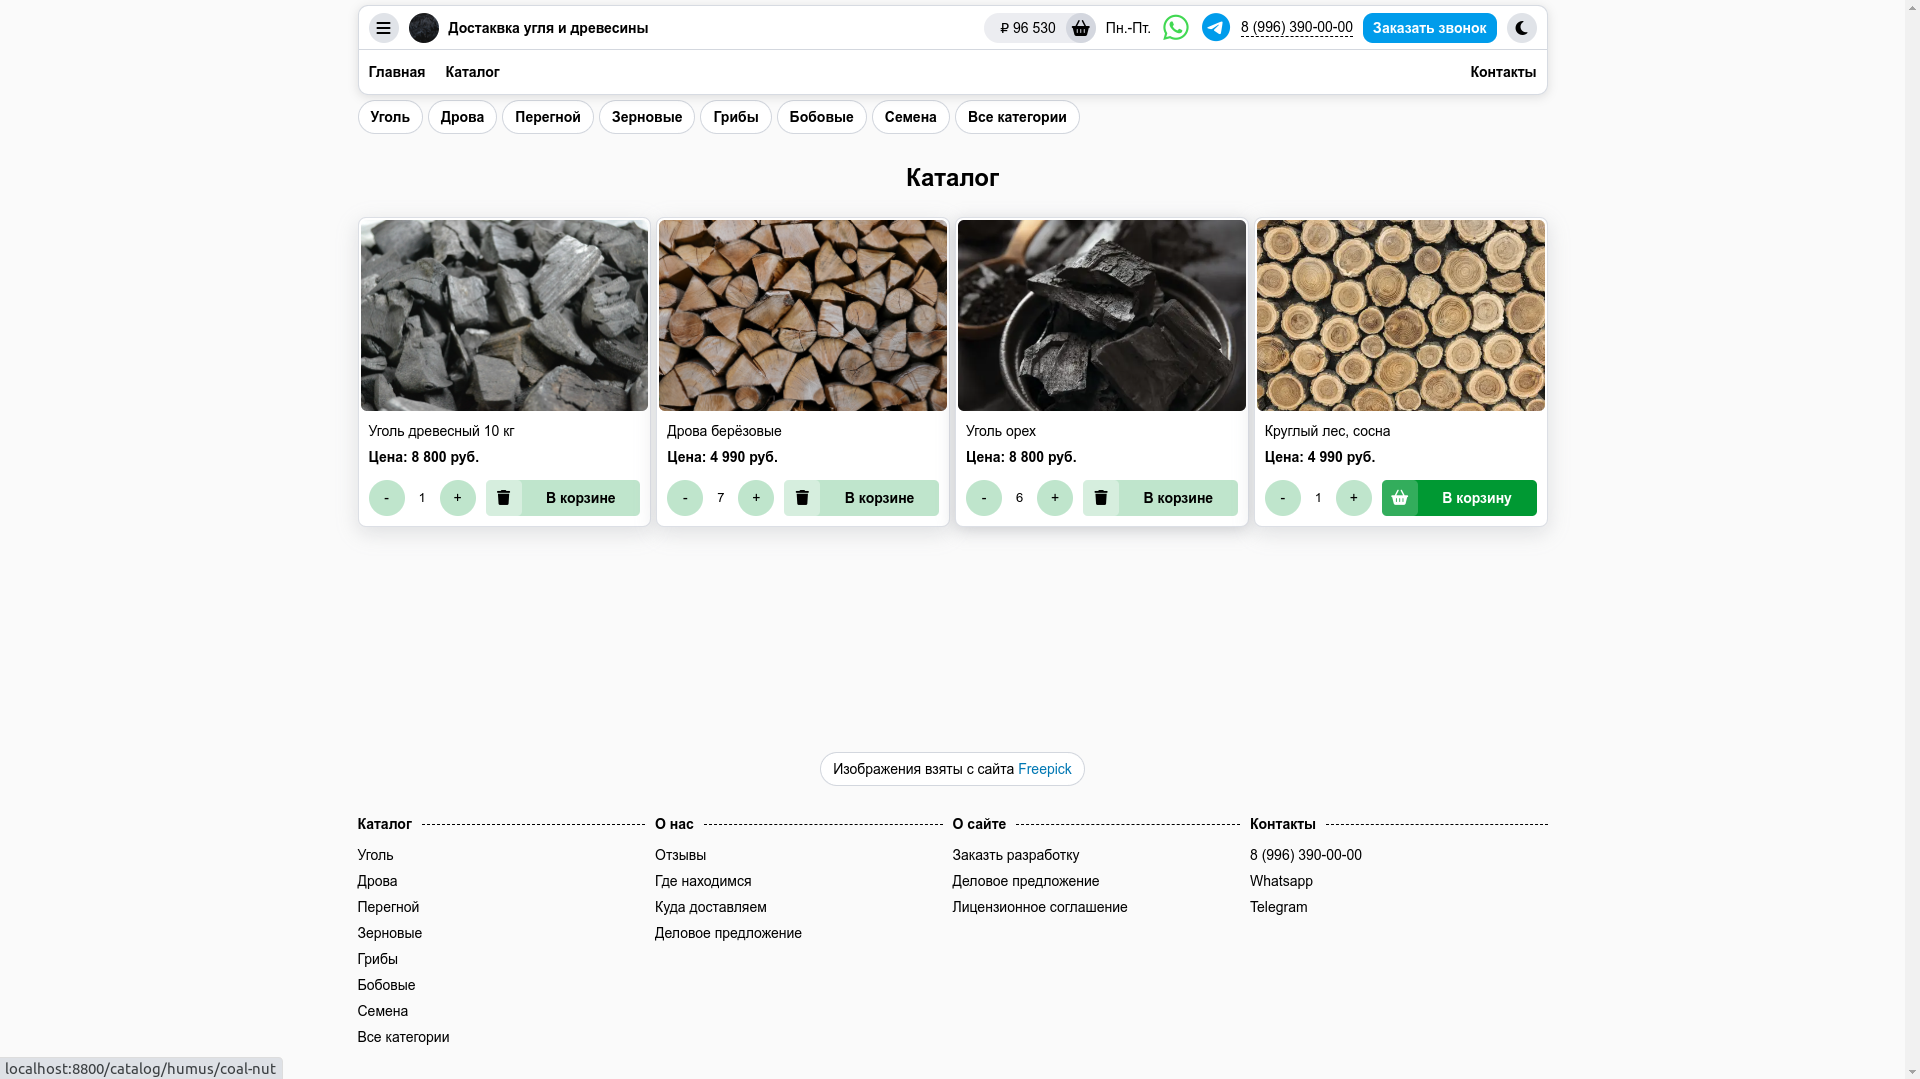 Достаквка угля и древесины
₽ 96 530
Пн.-Пт.
8 (996) 390-00-00
Заказать звонок
Главная
Каталог
Контакты
Уголь
Дрова
Перегной
Зерновые
Грибы
Бобовые
Семена
Все категории
Каталог
Уголь древесный 10 кг
Цена: 8 800 руб.
- 1 +
В корзине
Дрова берёзовые
Цена: 4 990 руб.
- 7 +
В корзине
Уголь орех
Цена: 8 800 руб.
- 6 +
В корзине
Круглый лес, сосна
Цена: 4 990 руб.
- 1 +
В корзину
Изображения взяты с сайта Freepick
Каталог
Уголь
Дрова
Перегной
Зерновые
Грибы
Бобовые
Семена
Все категории
О нас
Отзывы
Где находимся
Куда доставляем
Деловое предложение
О сайте
Заказть разработку
Деловое предложение
Лицензионное соглашение
Контакты
8 (996) 390-00-00
Whatsapp
Telegram
localhost:8800/catalog/humus/coal-nut